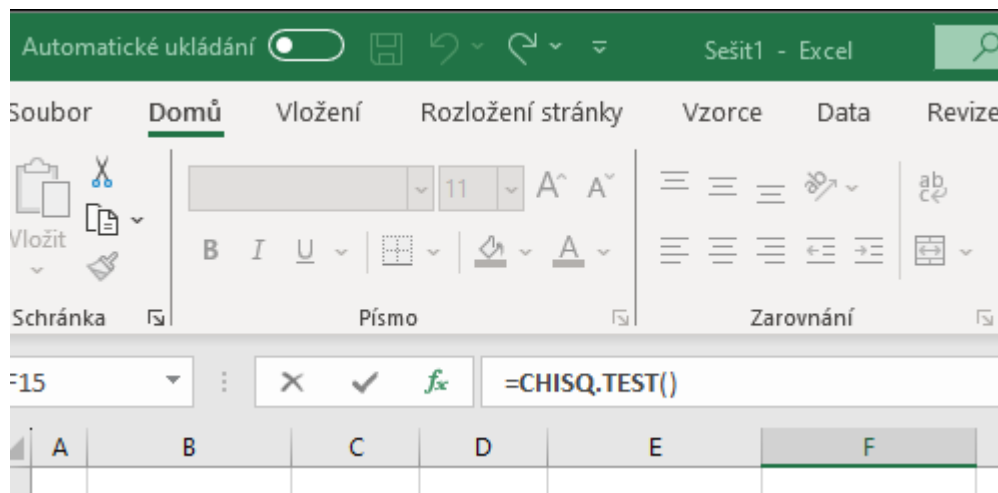 Automatické ukládání Sešit1 - Excel
Soubor Domů Vložení Rozložení stránky Vzorce Data Revize
11 A A ab
Vložit B I U A c
Schránka Písmo Zarovnání
F15 fx =CHISQ.TEST()
A B C D E F